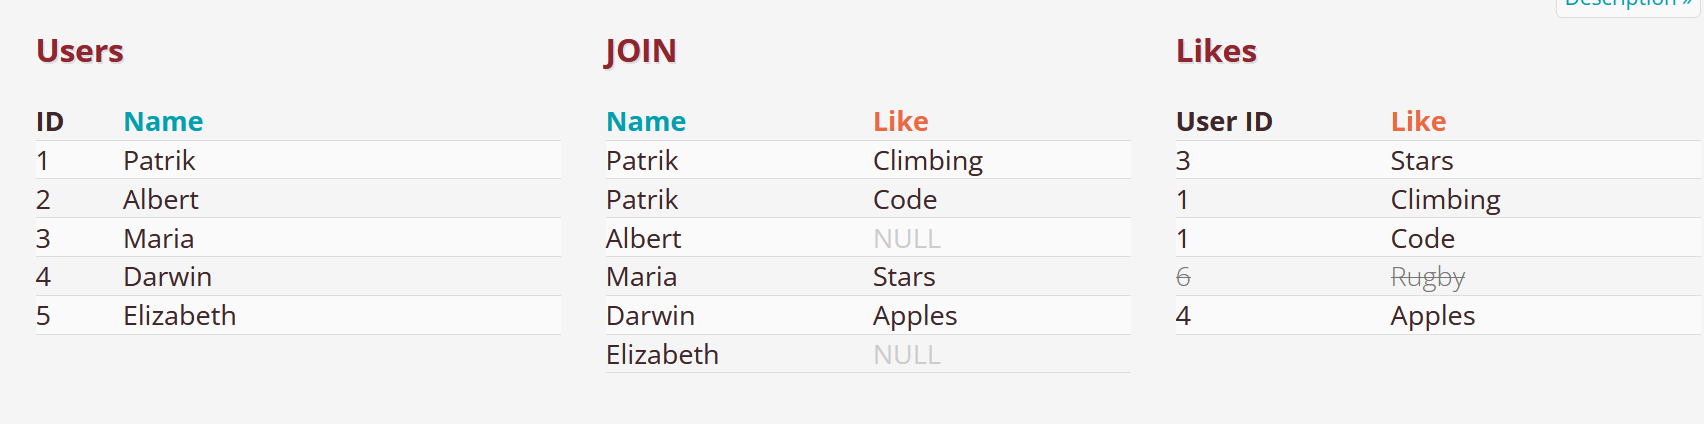 Description »
Users
ID Name
1 Patrik
2 Albert
3 Maria
4 Darwin
5 Elizabeth
JOIN
Name Like
Patrik Climbing
Patrik Code
Albert NULL
Maria Stars
Darwin Apples
Elizabeth NULL
Likes
User ID Like
3 Stars
1 Climbing
1 Code
6 Rugby
4 Apples